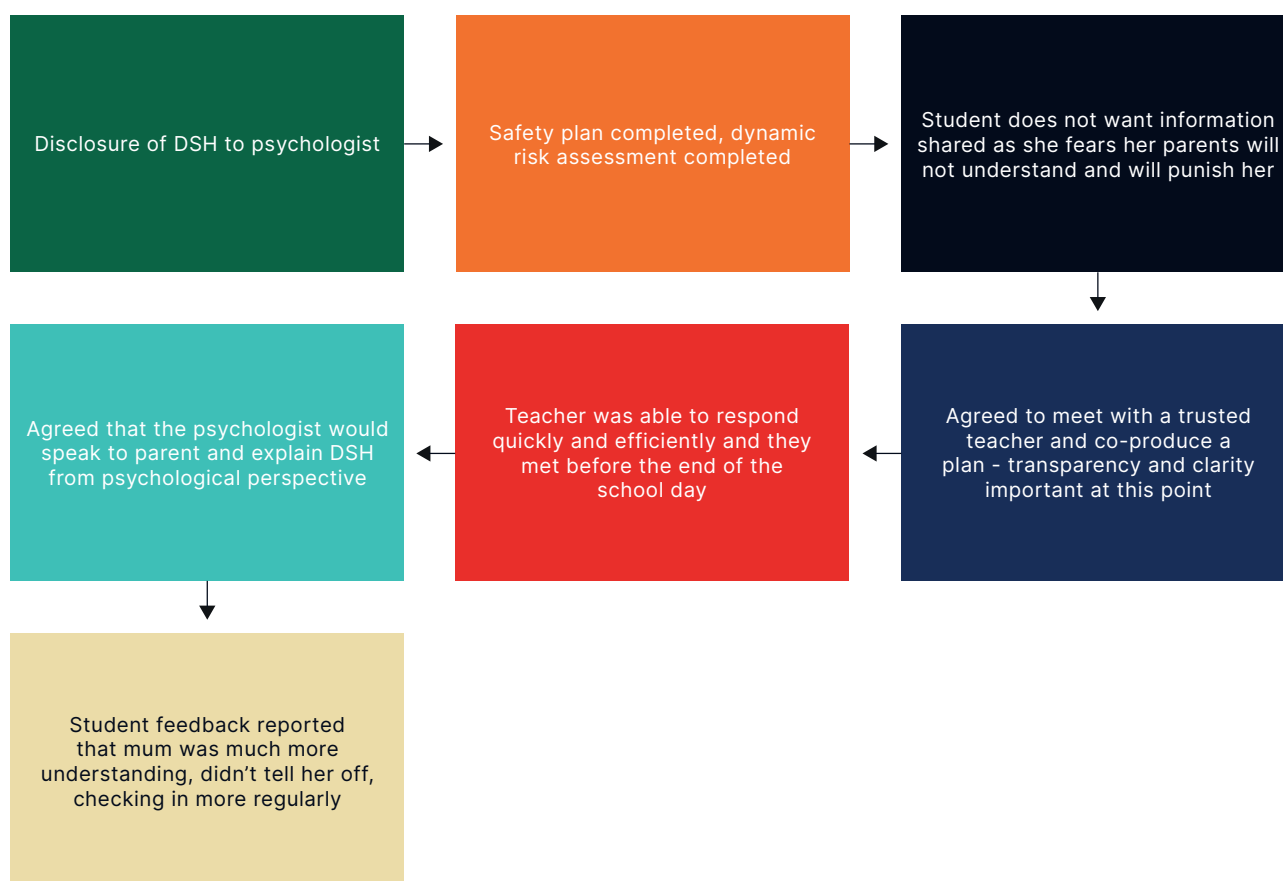 Disclosure of DSH to psychologist
Safety plan completed, dynamic
risk assessment completed
Student does not want information
shared as she fears her parents will
not understand and will punish her
Agreed to meet with a trusted
teacher and co-produce a
plan - transparency and clarity
important at this point
Teacher was able to respond
quickly and efficiently and they
met before the end of the
school day
Agreed that the psychologist would
speak to parent and explain DSH
from psychological perspective
Student feedback reported
that mum was much more
understanding, didn’t tell her off,
checking in more regularly